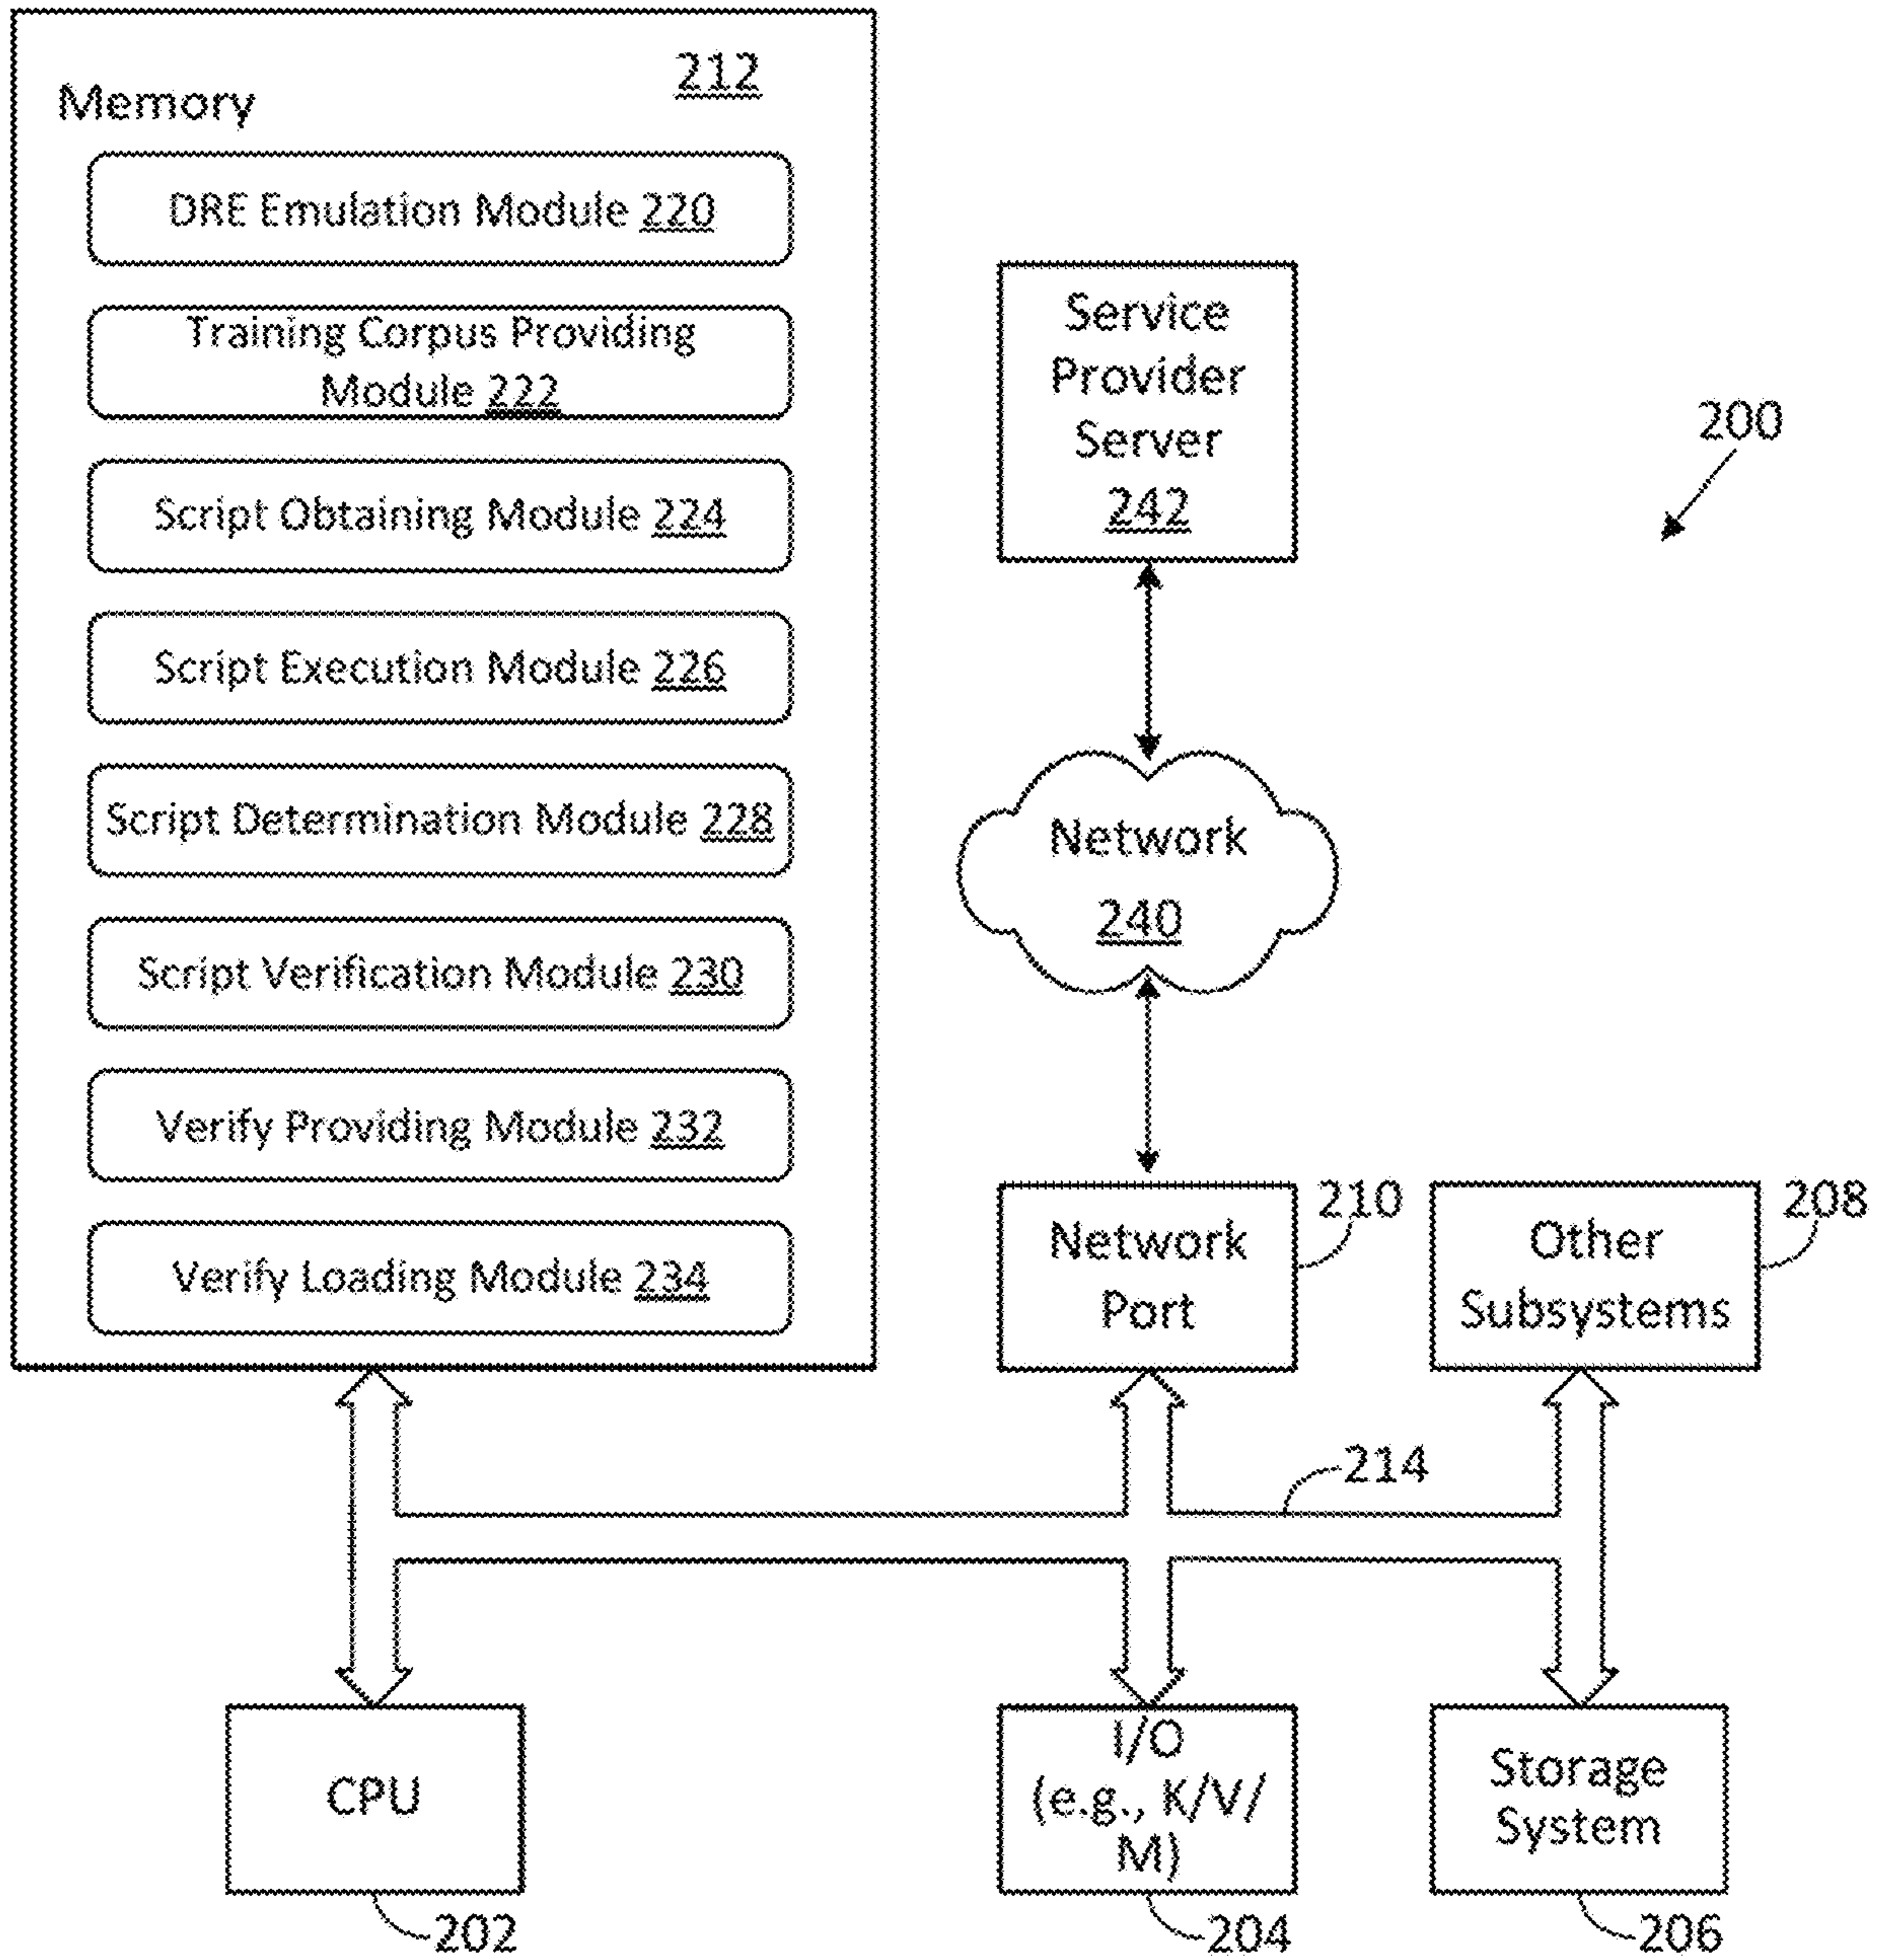 Memory
212
DRE Emulation Module 220
Training Corpus Providing
Module 222
Script Obtaining Module 224
Script Execution Module 226
Script Determination Module 228
Script Verification Module 230
Verify Providing Module 232
Verify Loading Module 234
Service
Provider
Server
242
200
Network
240
Network
Port
210
Other
Subsystems
208
214
CPU
202
I/O
(e.g., K/V/
M)
204
Storage
System
206